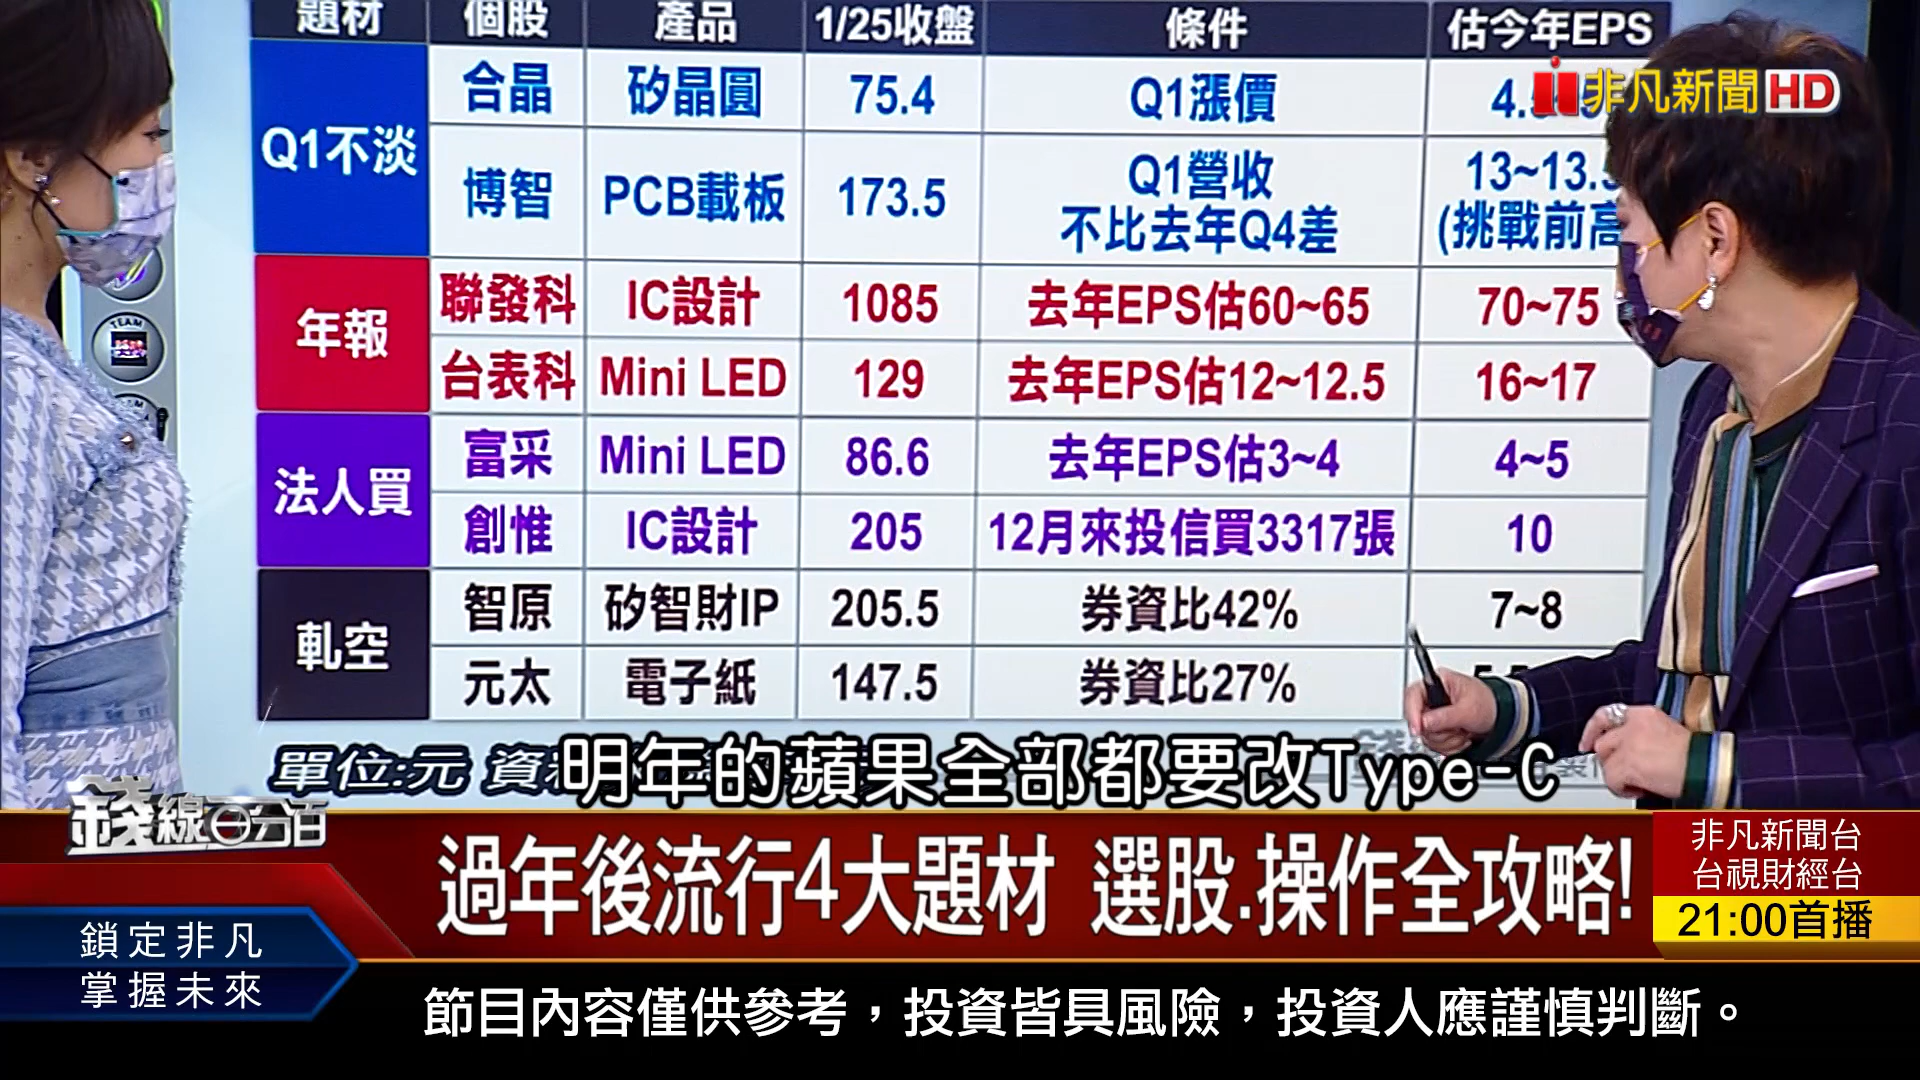 題材 個股 產品 1/25收盤 條件 估今年EPS
Q1不淡
合晶 矽晶圓 75.4 Q1漲價
博智 PCB載板 173.5 Q1營收
不比去年Q4差
13~13.5
(挑戰前高
年報
聯發科 IC設計 1085 去年EPS估60~65 70~75
台表科 Mini LED 129 去年EPS估12~12.5 16~17
法人買
富采 Mini LED 86.6 去年EPS估3~4 4~5
創惟 IC設計 205 12月來投信買3317張 10
軋空
智原 矽智財IP 205.5 券資比42% 7~8
元太 電子紙 147.5 券資比27%
單位:元
非凡新聞HD
TEAM
明年的蘋果全部都要改Type-C
錢線百分百
過年後流行4大題材 選股.操作全攻略!
非凡新聞台
台視財經台
21:00首播
鎖定非凡
掌握未來
節目內容僅供參考，投資皆具風險，投資人應謹慎判斷。